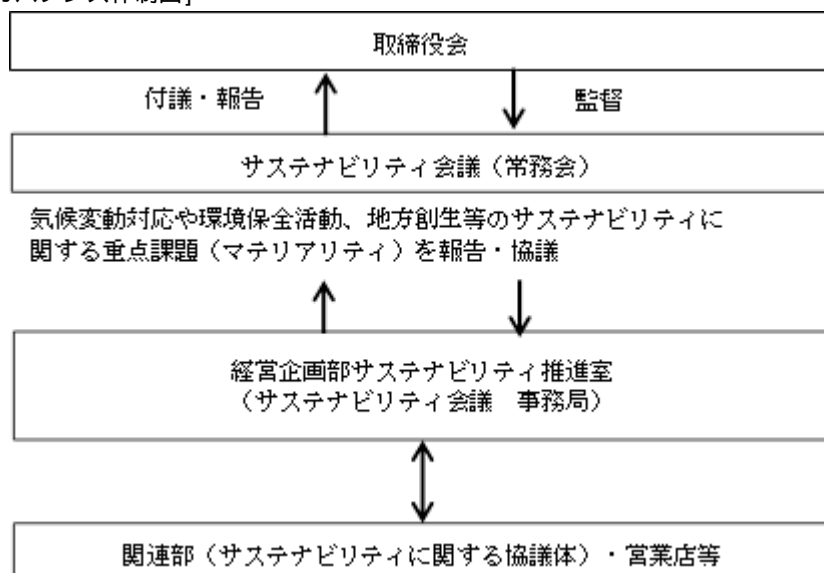 取締役会
付議・報告 監督
サステナビリティ会議（常務会）
気候変動対応や環境保全活動、地方創生等のサステナビリティに
関する重点課題（マテリアリティ）を報告・協議
経営企画部サステナビリティ推進室
（サステナビリティ会議　事務局）
関連部（サステナビリティに関する協議体）・営業店等